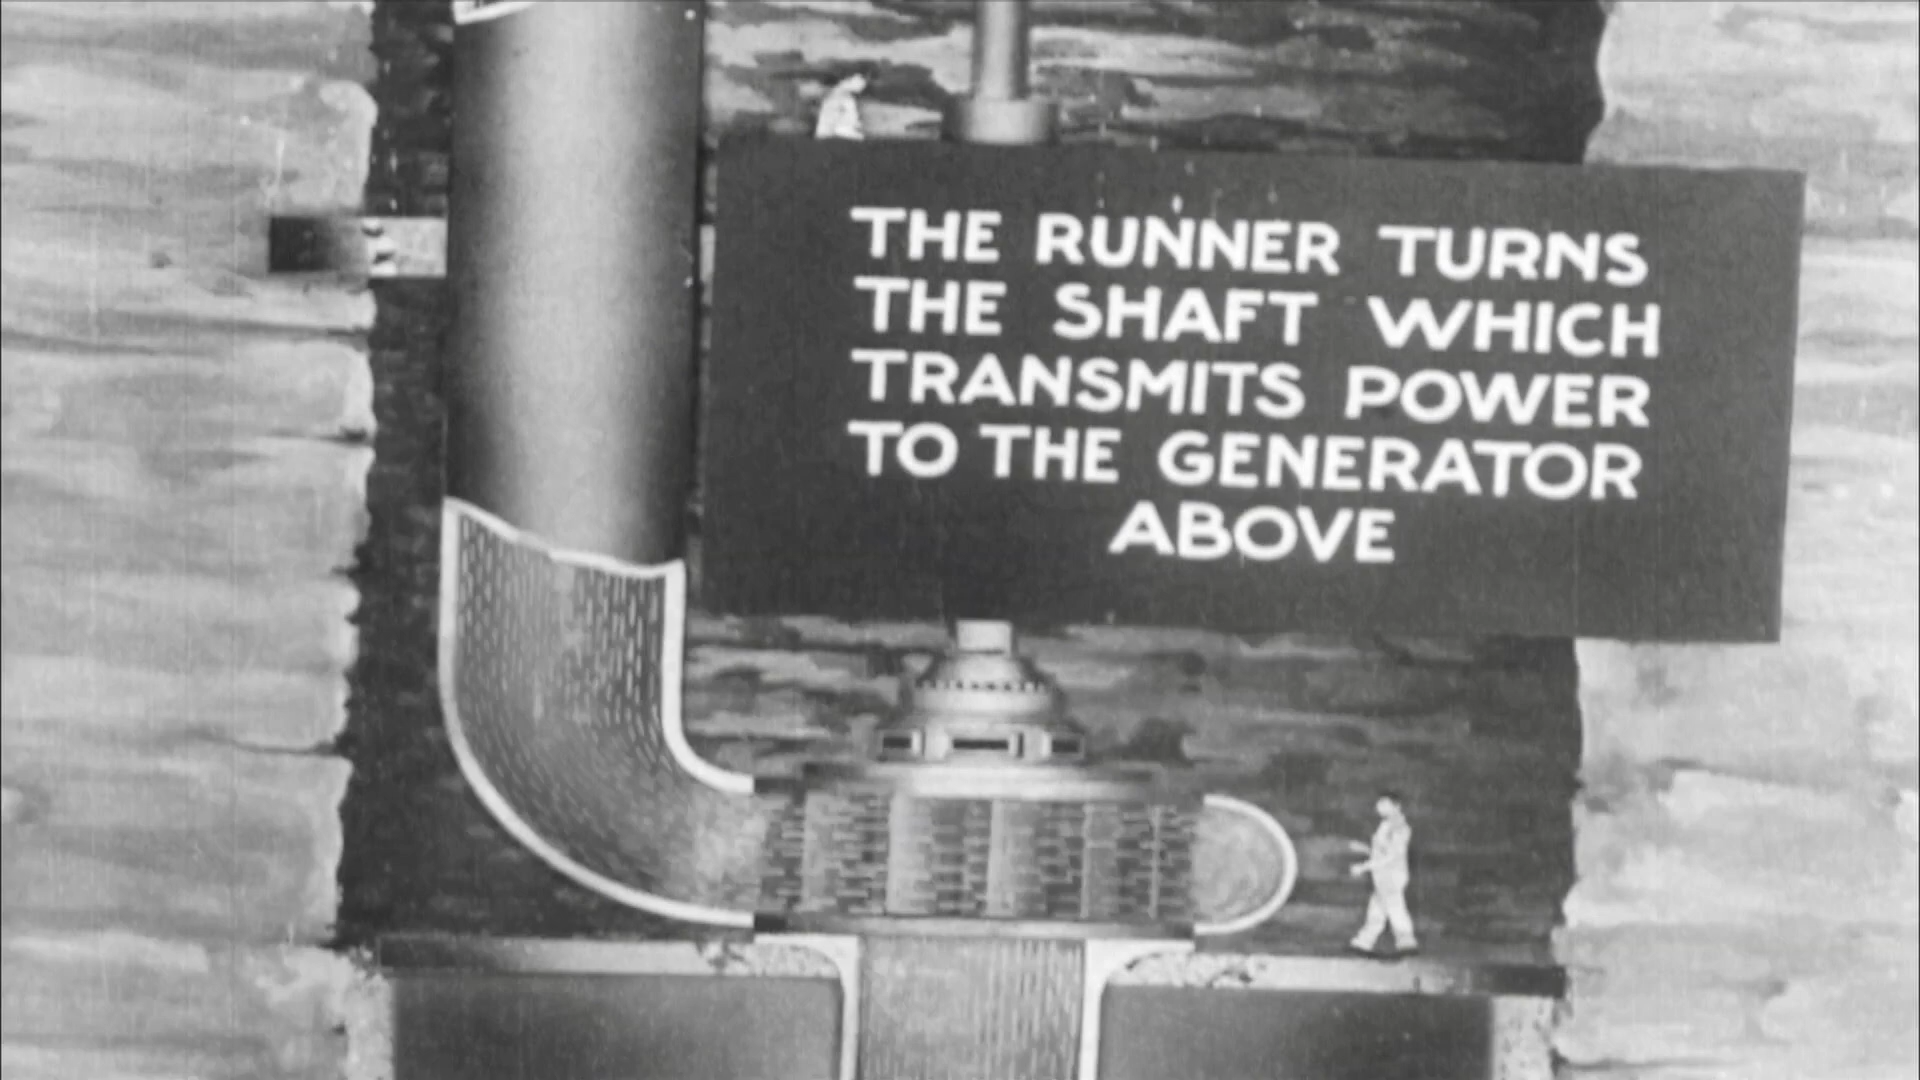 THE RUNNER TURNS
THE SHAFT WHICH
TRANSMITS POWER
TO THE GENERATOR
ABOVE